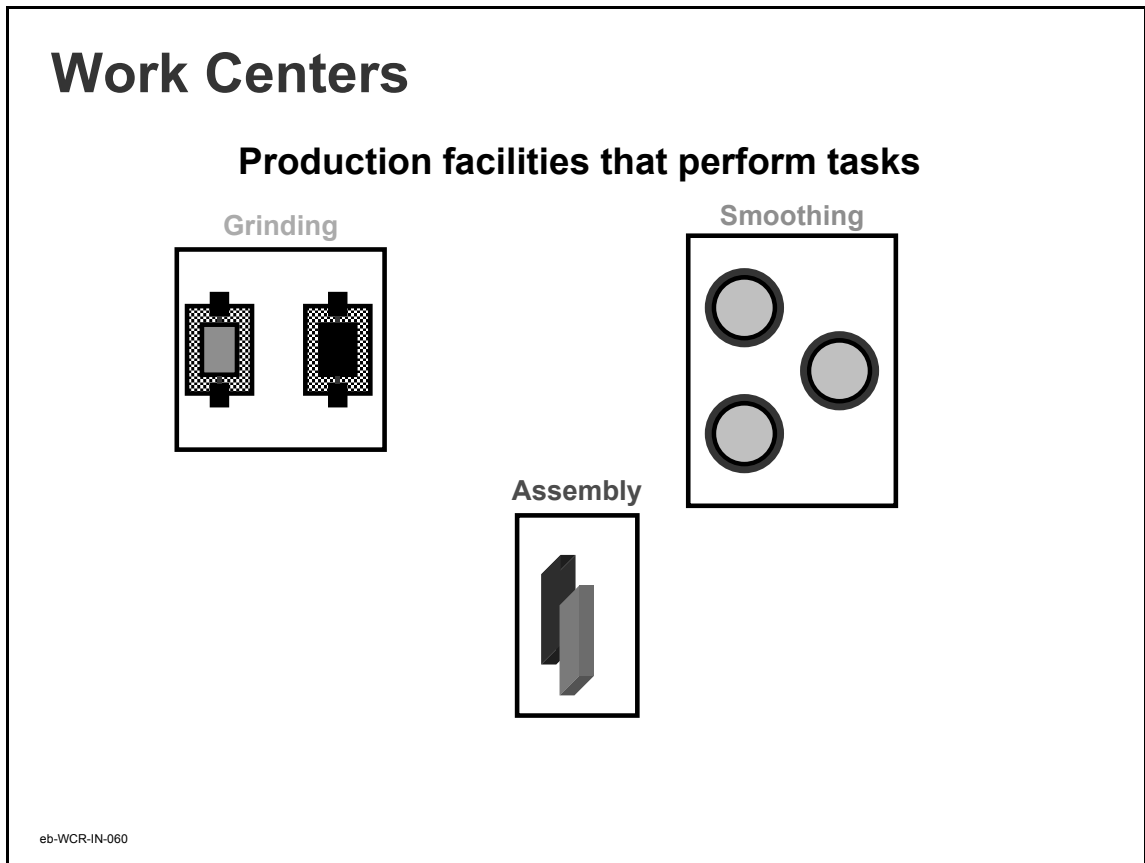 Work Centers
Production facilities that perform tasks
Grinding
Smoothing
Assembly
eb-WCR-IN-060